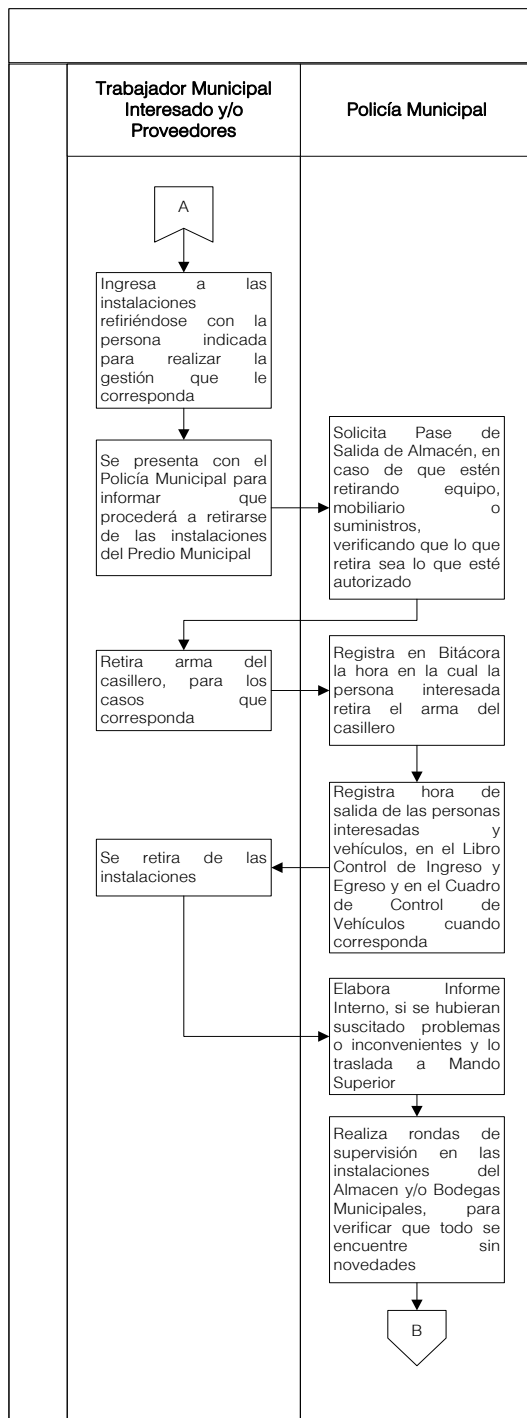 Trabajador Municipal
Interesado y/o
Proveedores
Policía Municipal
A
Ingresa a las
instalaciones
refiriéndose con la
persona indicada
para realizar la
gestión que le
corresponda
Se presenta con el
Policía Municipal para
informar que
procederá a retirarse
de las instalaciones
del Predio Municipal
Solicita Pase de
Salida de Almacén, en
caso de que estén
retirando equipo,
mobiliario o
suministros,
verificando que lo que
retira sea lo que esté
autorizado
Retira arma del
casillero, para los
casos que
corresponda
Registra en Bitácora
la hora en la cual la
persona interesada
retira el arma del
casillero
Registra hora de
salida de las personas
interesadas y
vehículos, en el Libro
Control de Ingreso y
Egreso y en el Cuadro
de Control de
Vehículos cuando
corresponda
Se retira de las
instalaciones
Elabora Informe
Interno, si se hubieran
suscitado problemas
o inconvenientes y lo
traslada a Mando
Superior
Realiza rondas de
supervisión en las
instalaciones del
Almacen y/o Bodegas
Municipales, para
verificar que todo se
encuentre sin
novedades
B